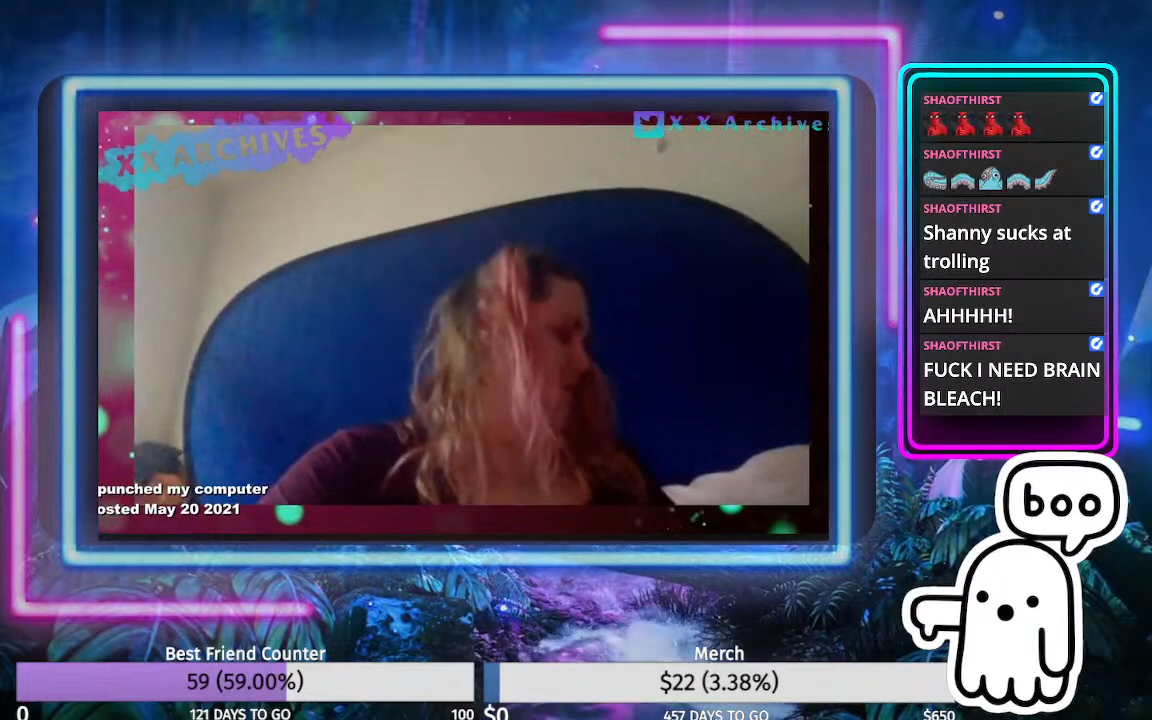 XX ARCHIVES
X X Archive
punched my computer
osted May 20 2021
SHAOFTHIRST
SHAOFTHIRST
SHAOFTHIRST
Shanny sucks at
trolling
SHAOFTHIRST
AHHHHH!
SHAOFTHIRST
FUCK I NEED BRAIN
BLEACH!
boo
Best Friend Counter
59 (59.00%)
0
121 DAYS TO GO
100
Merch
$22 (3.38%)
$0
457 DAYS TO GO
$650